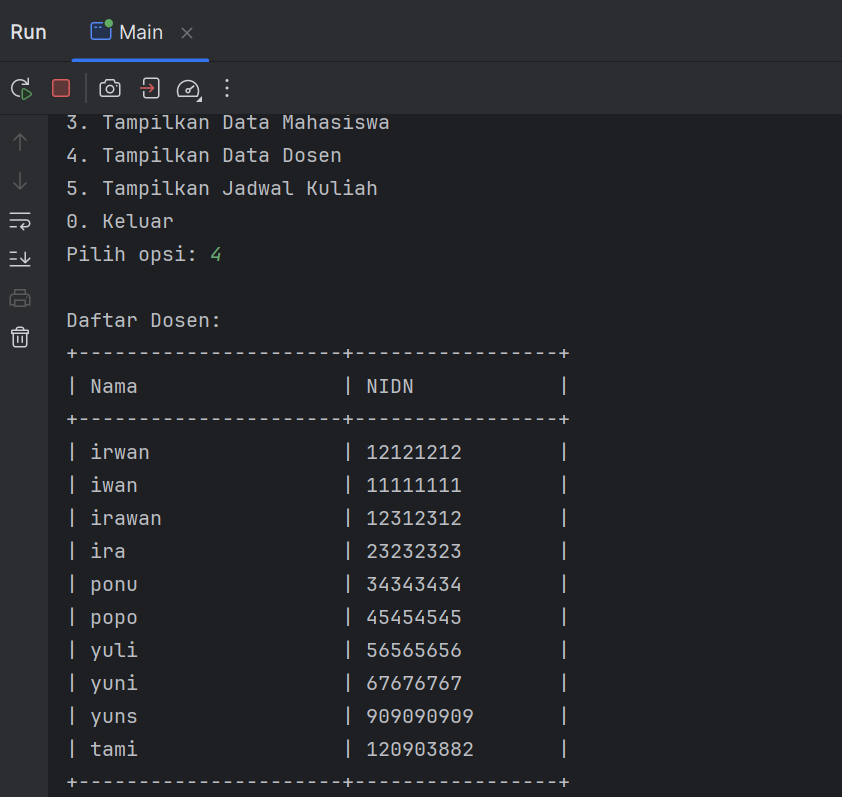 Run Main
3. Tampilkan Data Mahasiswa
4. Tampilkan Data Dosen
5. Tampilkan Jadwal Kuliah
0. Keluar
Pilih opsi: 4
Daftar Dosen:
+----------------------+-----------------+
| Nama                 | NIDN            |
+----------------------+-----------------+
| irwan                | 12121212        |
| iwan                 | 11111111        |
| irawan               | 12312312        |
| ira                  | 23232323        |
| ponu                 | 34343434        |
| popo                 | 45454545        |
| yuli                 | 56565656        |
| yuni                 | 67676767        |
| yuns                 | 909090909       |
| tami                 | 120903882       |
+----------------------+-----------------+